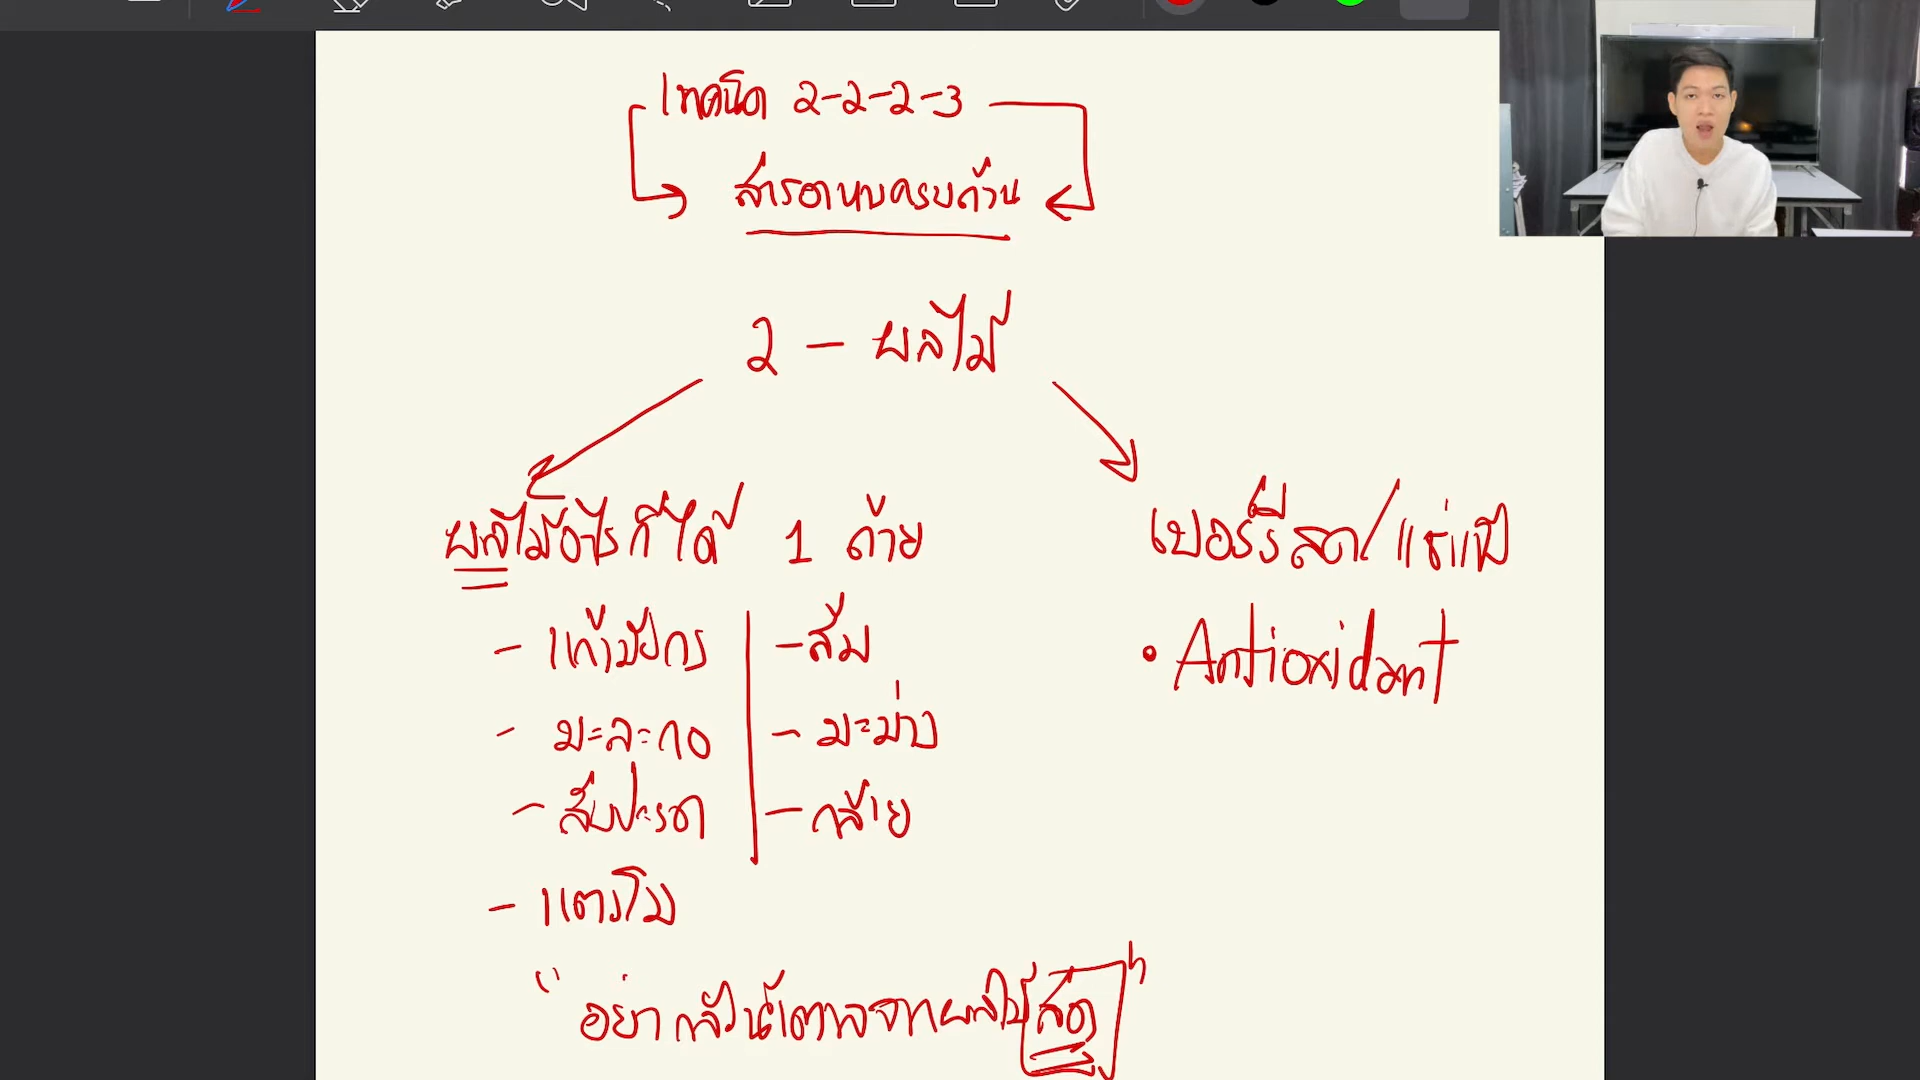 เทคนิค 2-2-2-3
สารอาหารครบด้าน
2 - ผลไม้
ผลไม้อะไรก็ได้ 1 ถ้วย
เบอร์รี่สด/แช่แข็ง
- แก้วมังกร
- ส้ม
• Antioxidant
- มะละกอ
- มะม่วง
- สับปะรด
- กล้วย
- แตงโม
"อย่ากลัวน้ำตาลจากผลไม้สด"